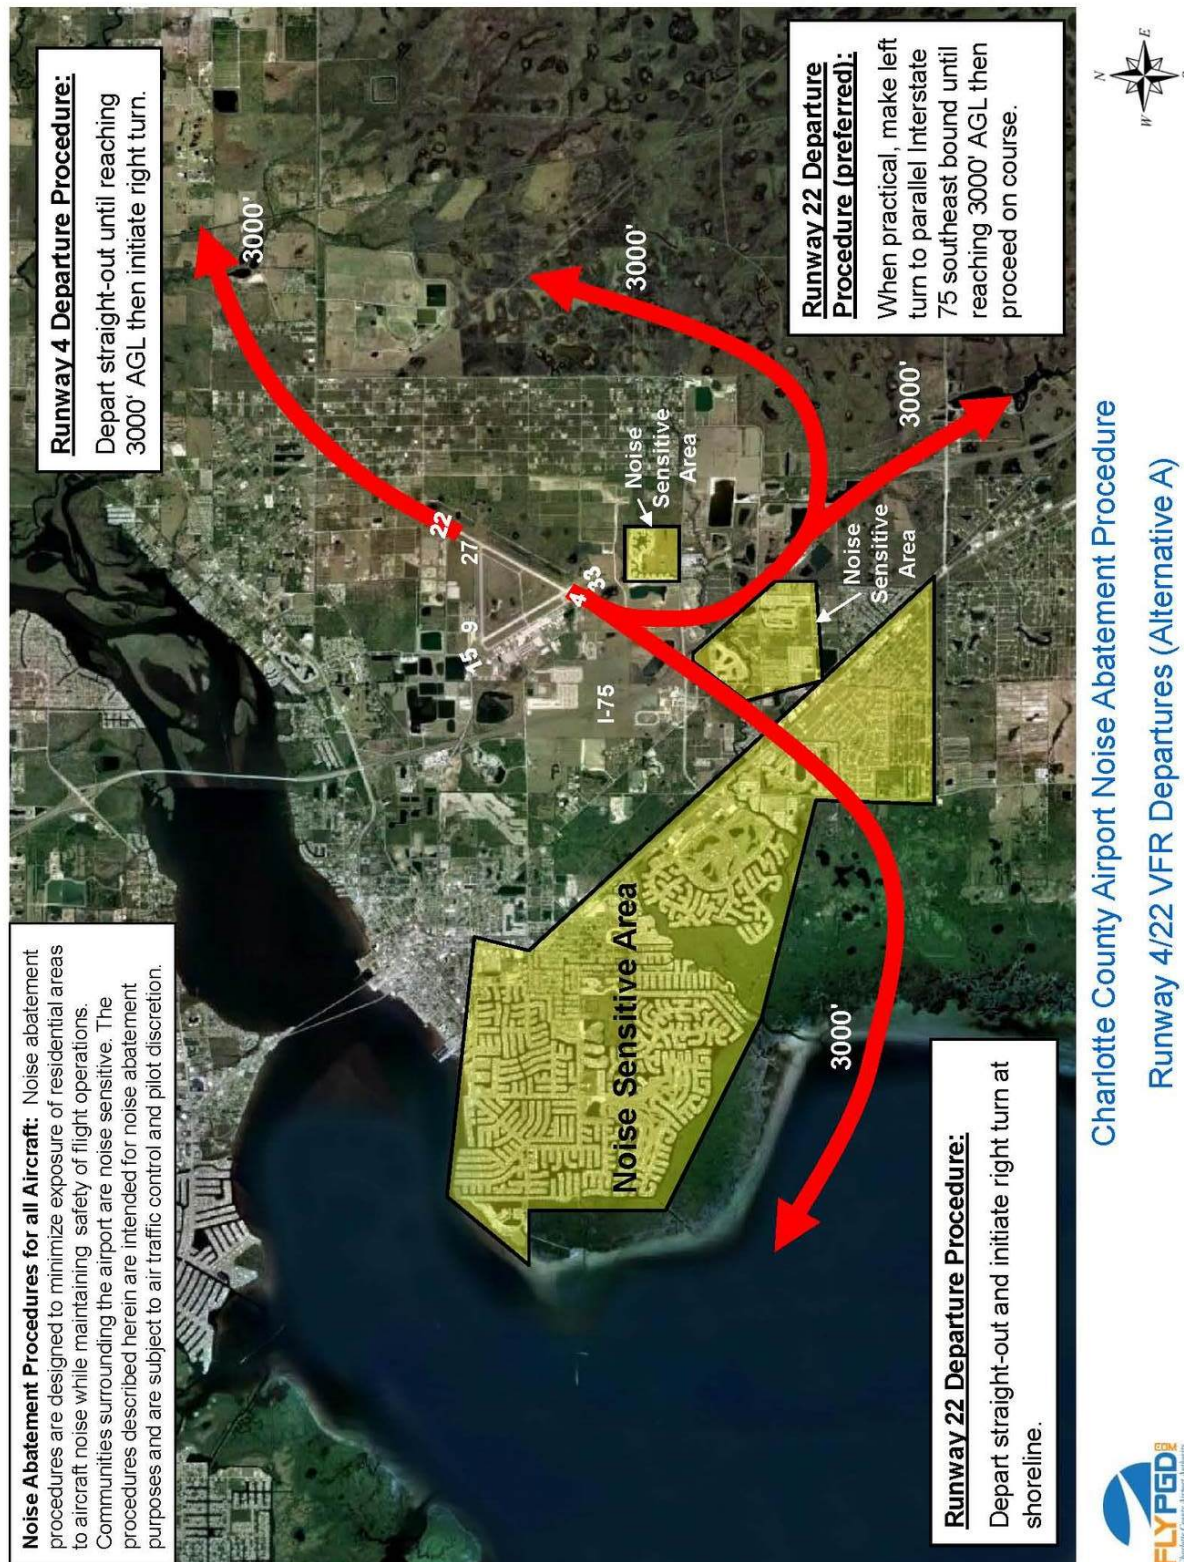 Noise Abatement Procedures for all Aircraft: Noise abatement
procedures are designed to minimize exposure of residential areas
to aircraft noise while maintaining safety of flight operations.
Communities surrounding the airport are noise sensitive. The
procedures described herein are intended for noise abatement
purposes and are subject to air traffic control and pilot discretion.
Runway 4 Departure Procedure:
Depart straight-out until reaching
3000' AGL then initiate right turn.
3000'
22
27
9
15
4
33
I-75
Noise
Sensitive
Area
3000'
Noise Sensitive Area
Noise
Sensitive
Area
3000'
3000'
Runway 22 Departure
Procedure (preferred):
When practical, make left
turn to parallel Interstate
75 southeast bound until
reaching 3000' AGL then
proceed on course.
Runway 22 Departure Procedure:
Depart straight-out and initiate right turn at
shoreline.
N
W
E
S
Charlotte County Airport Noise Abatement Procedure
Runway 4/22 VFR Departures (Alternative A)
FLYPGD.COM
Charlotte County Airport Authority